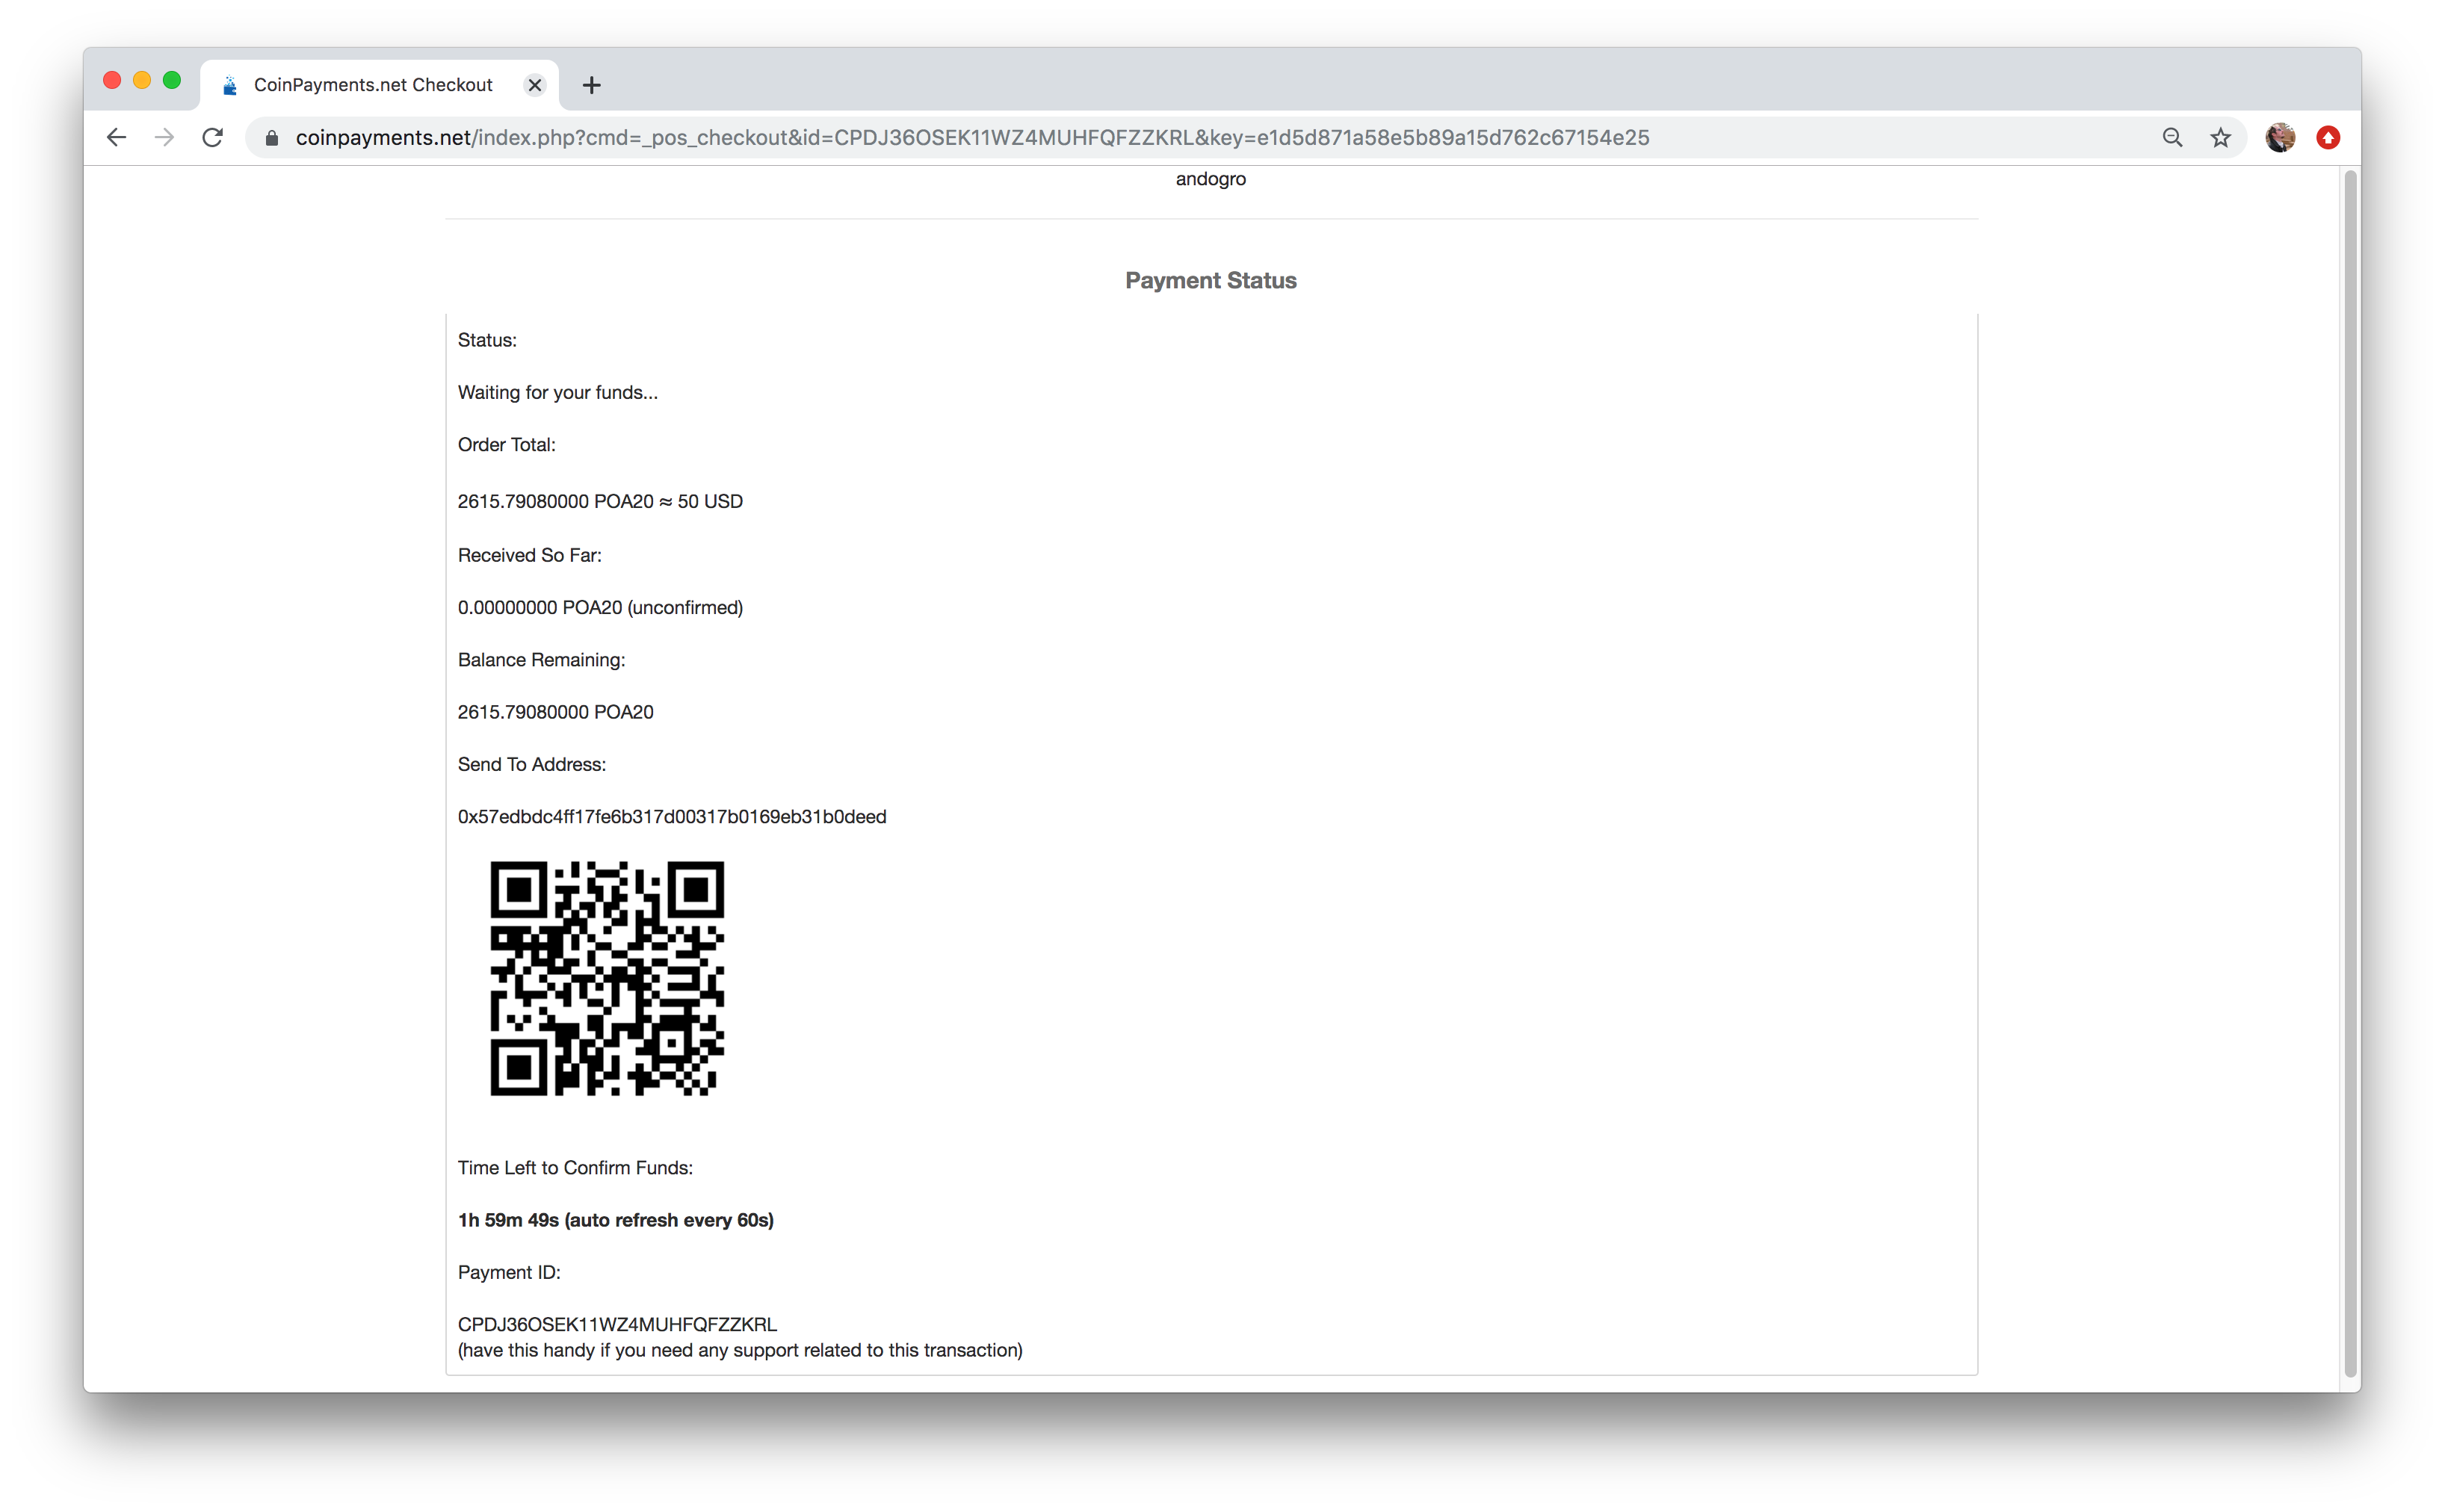 CoinPayments.net Checkout
coinpayments.net/index.php?cmd=_pos_checkout&id=CPDJ36OSEK11WZ4MUHFQFZZKRL&key=e1d5d871a58e5b89a15d762c67154e25
andogro
Payment Status
Status:
Waiting for your funds...
Order Total:
2615.79080000 POA20 ≈ 50 USD
Received So Far:
0.00000000 POA20 (unconfirmed)
Balance Remaining:
2615.79080000 POA20
Send To Address:
0x57edbdc4ff17fe6b317d00317b0169eb31b0deed
Time Left to Confirm Funds:
1h 59m 49s (auto refresh every 60s)
Payment ID:
CPDJ36OSEK11WZ4MUHFQFZZKRL
(have this handy if you need any support related to this transaction)